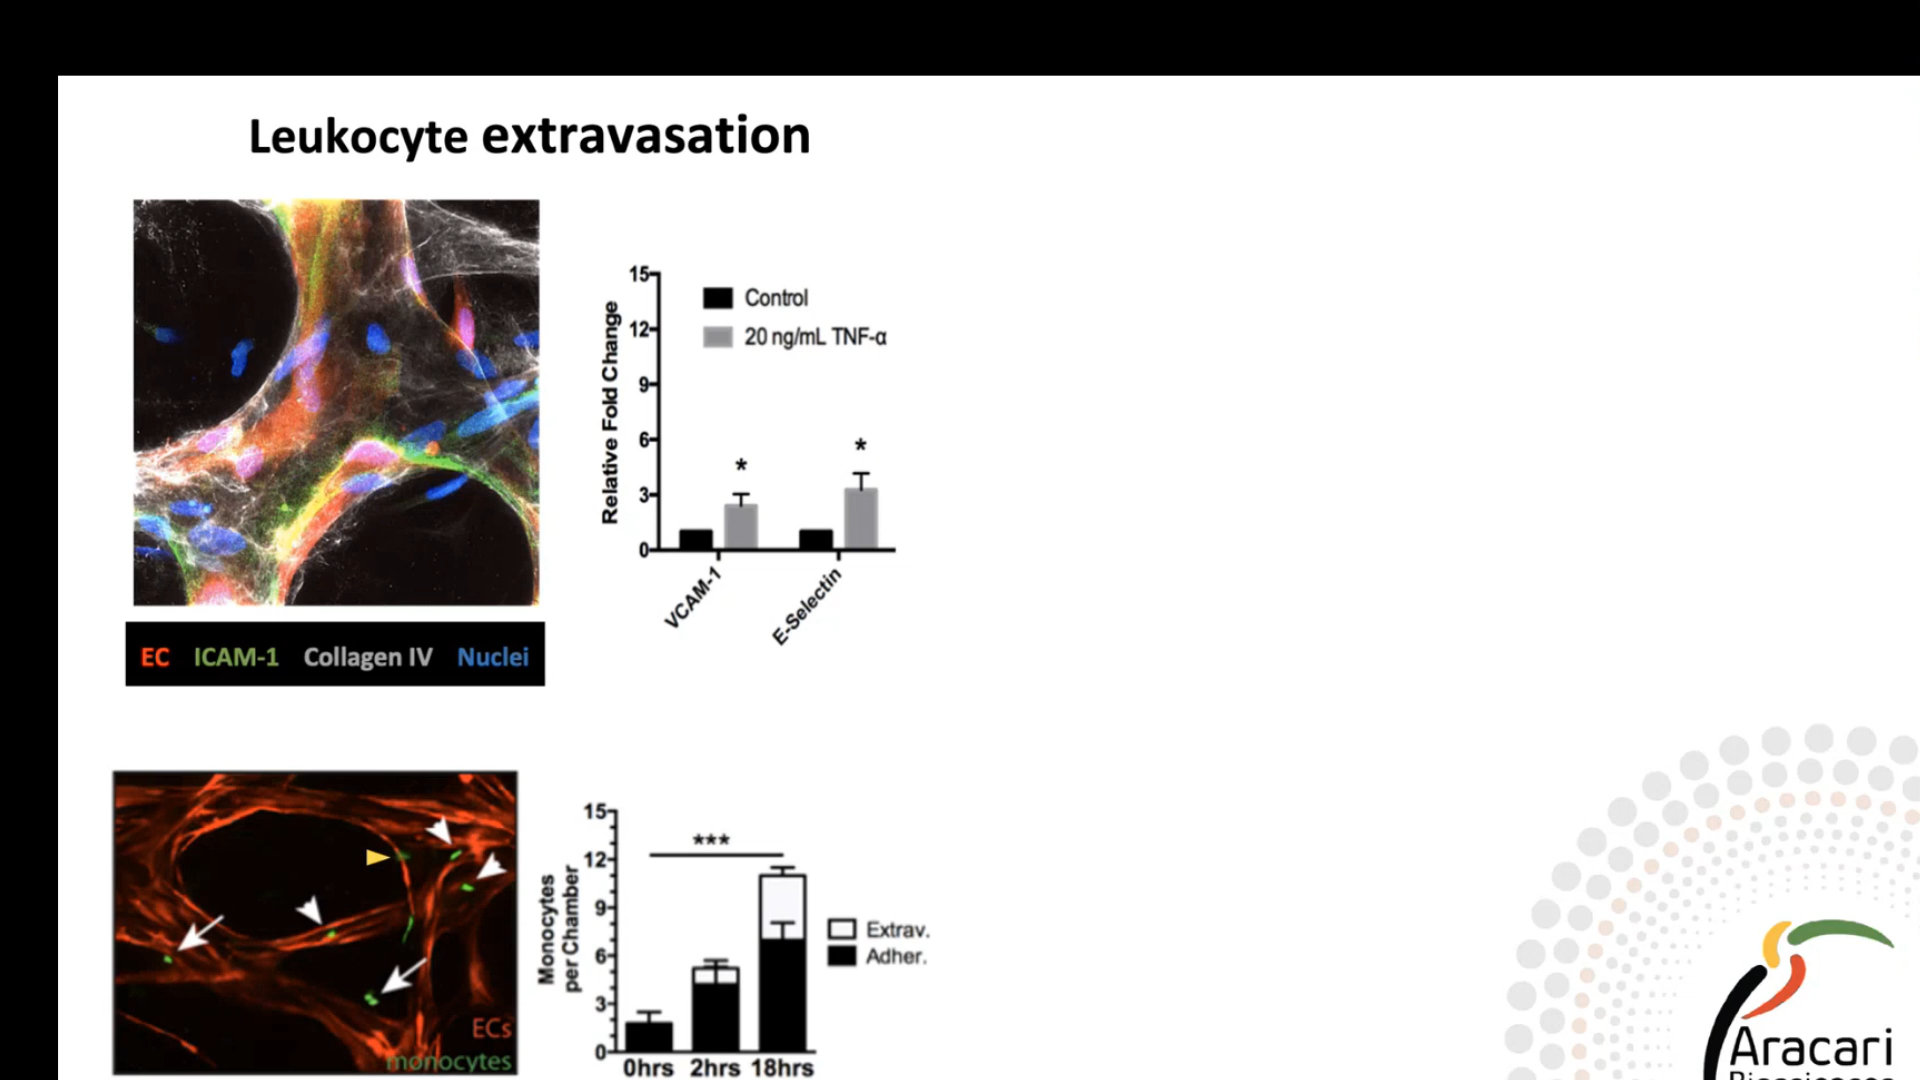 Leukocyte extravasation
15
12
9
6
3
0
Relative Fold Change
Control
20 ng/mL TNF-α
*
*
VCAM-1
E-Selectin
EC ICAM-1 Collagen IV Nuclei
ECs
monocytes
15
12
9
6
3
0
Monocytes
per Chamber
***
Extrav.
Adher.
0hrs 2hrs 18hrs
Aracari
Biosciences